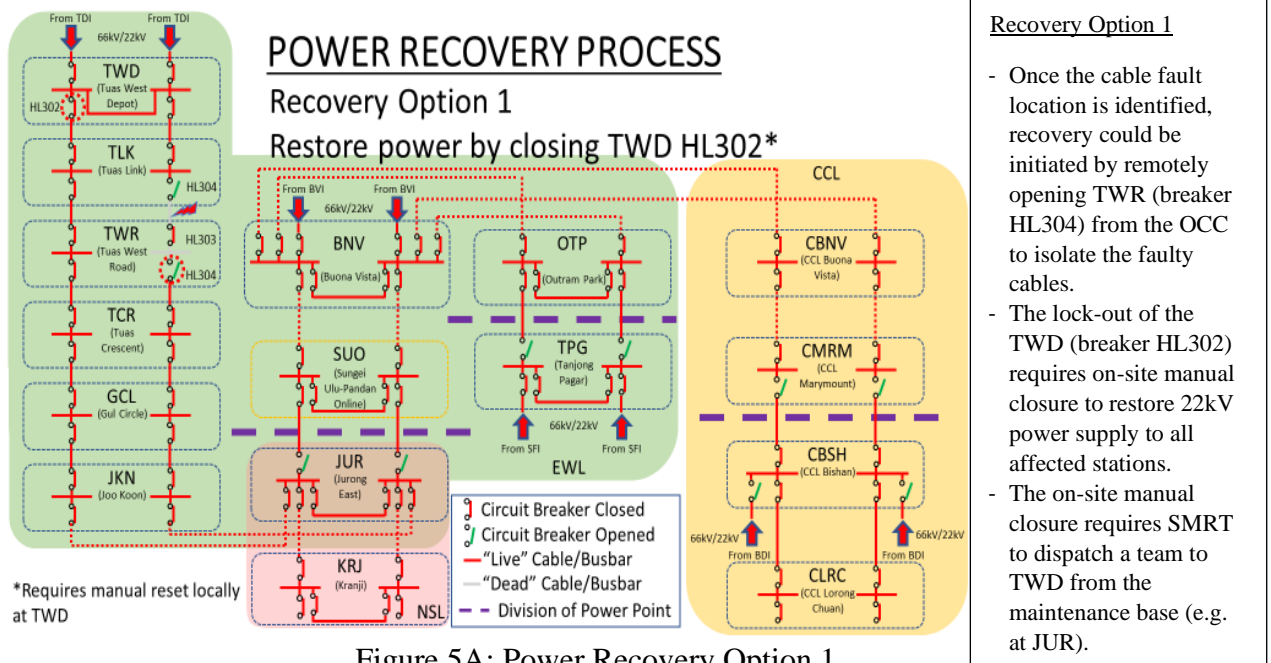 From TDI
From TDI
66kV/22kV
TWD
(Tuas West
Depot)
HL302
TLK
(Tuas Link)
HL304
TWR
(Tuas West
Road)
HL303
HL304
TCR
(Tuas
Crescent)
GCL
(Gul Circle)
JKN
(Joo Koon)
*Requires manual reset locally
at TWD
POWER RECOVERY PROCESS
Recovery Option 1
Restore power by closing TWD HL302*
From BVI
From BVI
66kV/22kV
BNV
(Buona Vista)
SUO
(Sungei
Ulu-Pandan
Online)
JUR
(Jurong
East)
KRJ
(Kranji)
NSL
OTP
(Outram Park)
TPG
(Tanjong
Pagar)
66kV/22kV
From SFI
From SFI
EWL
Circuit Breaker Closed
Circuit Breaker Opened
"Live" Cable/Busbar
"Dead" Cable/Busbar
Division of Power Point
CCL
CBNV
(CCL Buona
Vista)
CMRM
(CCL
Marymount)
CBSH
(CCL Bishan)
66kV/22kV
From BDI
66kV/22kV
From BDI
CLRC
(CCL Lorong
Chuan)
Figure 5A: Power Recovery Option 1
Recovery Option 1
- Once the cable fault
location is identified,
recovery could be
initiated by remotely
opening TWR (breaker
HL304) from the OCC
to isolate the faulty
cables.
- The lock-out of the
TWD (breaker HL302)
requires on-site manual
closure to restore 22kV
power supply to all
affected stations.
- The on-site manual
closure requires SMRT
to dispatch a team to
TWD from the
maintenance base (e.g.
at JUR).